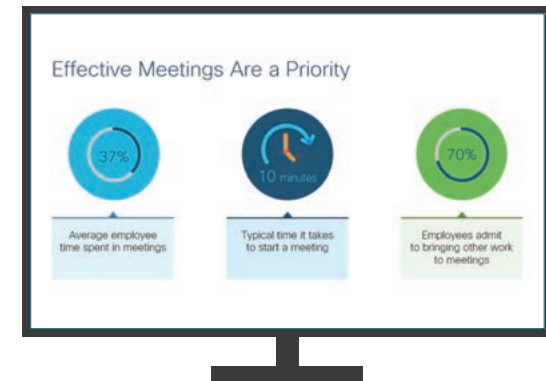 Effective Meetings Are a Priority
37%
10 minutes
70%
Average employee
time spent in meetings
Typical time it takes
to start a meeting
Employees admit
to bringing other work
to meetings